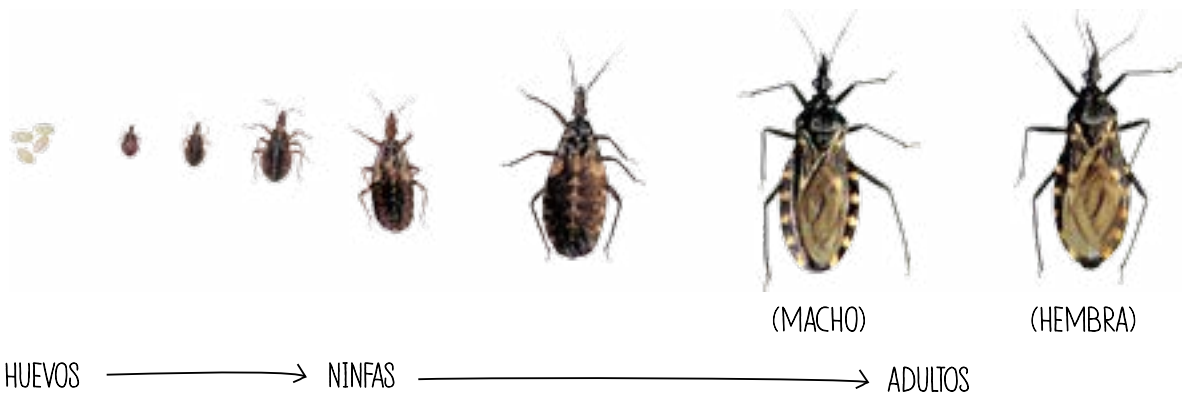 (MACHO)
(HEMBRA)
HUEVOS
NINFAS
ADULTOS